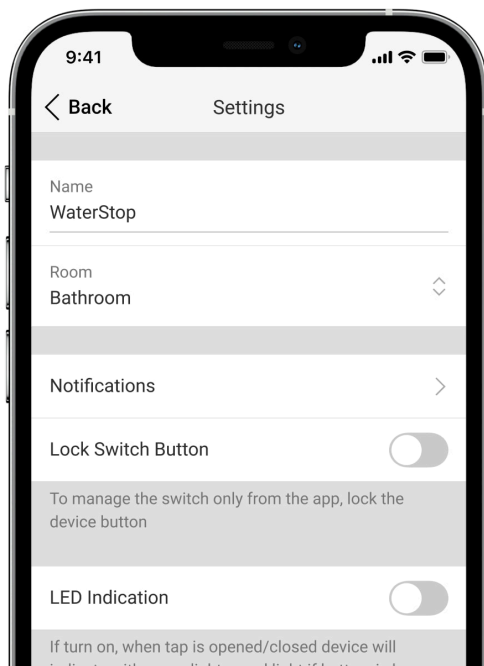 9:41
Back
Settings
Name
WaterStop
Room
Bathroom
Notifications
Lock Switch Button
To manage the switch only from the app, lock the
device button
LED Indication
If turn on, when tap is opened/closed device will